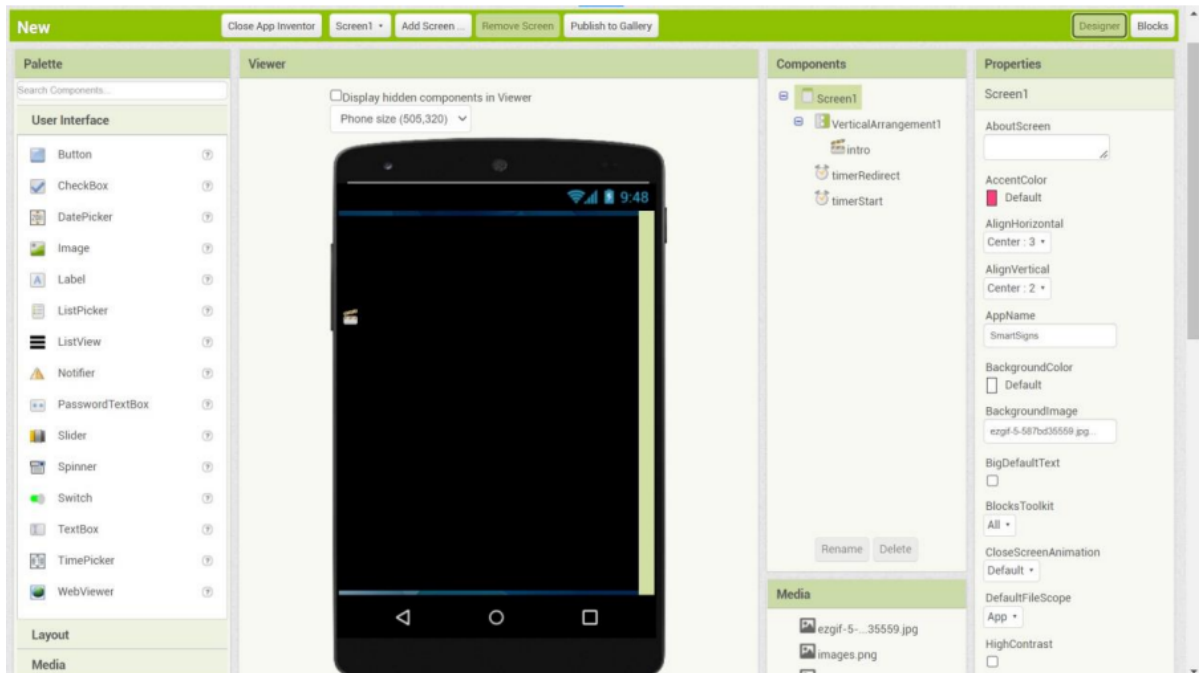 New
Close App Inventor
Screen1
Add Screen ...
Remove Screen
Publish to Gallery
Designer
Blocks
Palette
Search Components...
User Interface
Button
CheckBox
DatePicker
Image
Label
ListPicker
ListView
Notifier
PasswordTextBox
Slider
Spinner
Switch
TextBox
TimePicker
WebViewer
Layout
Media
Viewer
Display hidden components in Viewer
Phone size (505,320)
9:48
Components
Screen1
VerticalArrangement1
intro
timerRedirect
timerStart
Rename
Delete
Media
ezgif-5-...35559.jpg
images.png
Properties
Screen1
AboutScreen
AccentColor
Default
AlignHorizontal
Center : 3
AlignVertical
Center : 2
AppName
SmartSigns
BackgroundColor
Default
BackgroundImage
ezgif-5-587bd35559.jpg...
BigDefaultText
BlocksToolkit
All
CloseScreenAnimation
Default
DefaultFileScope
App
HighContrast